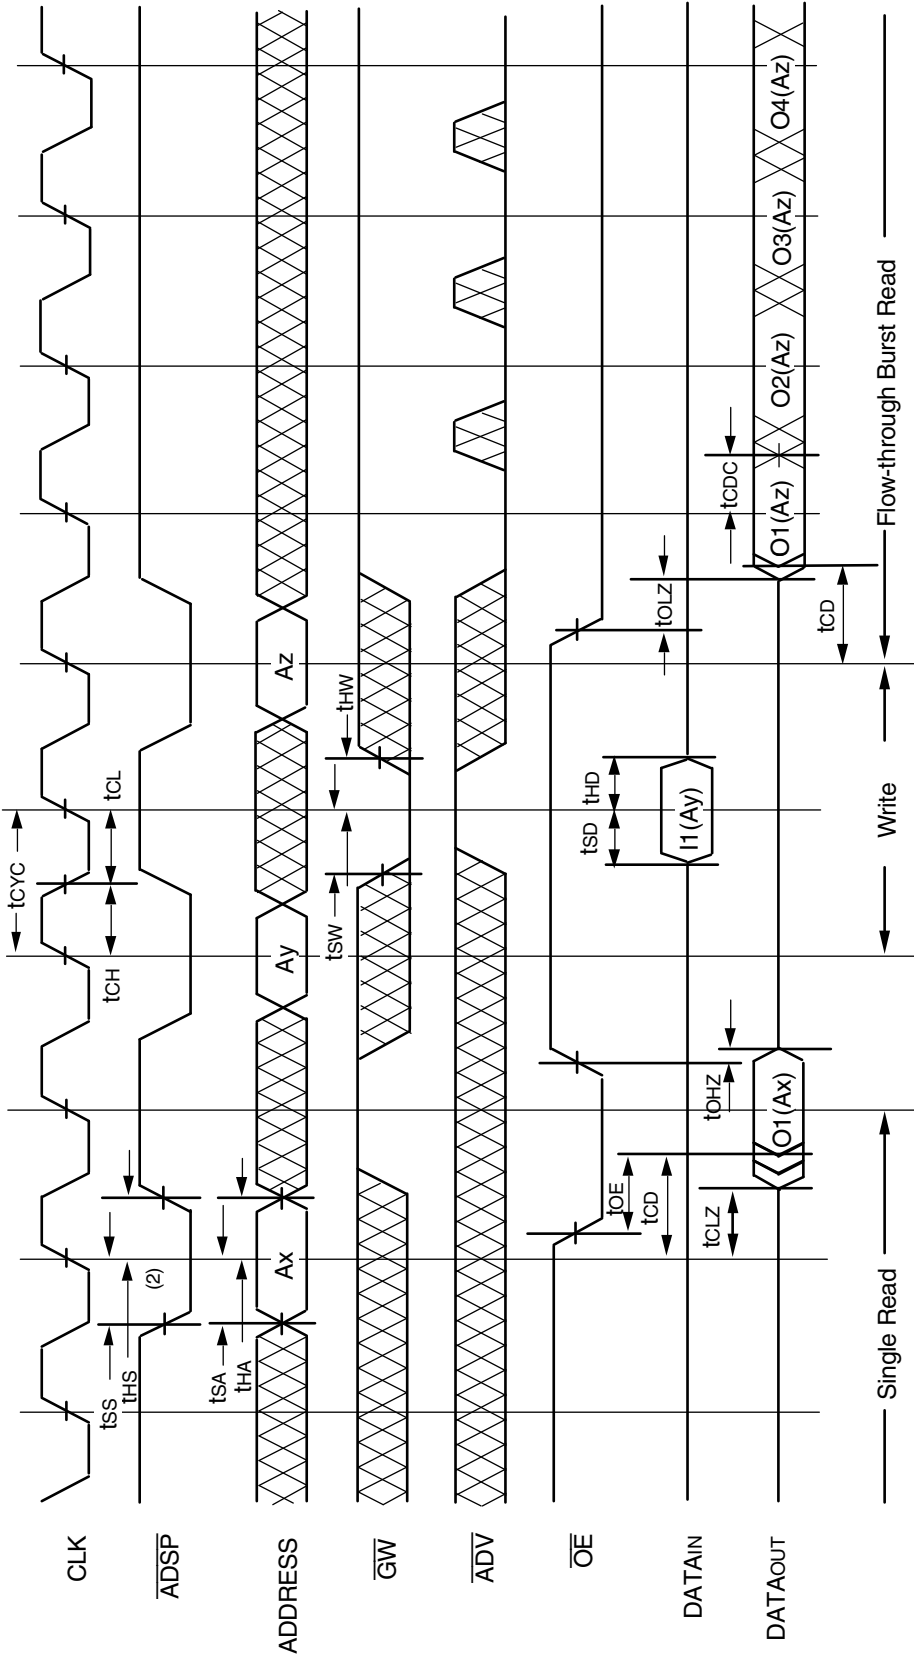 CLK
tCYC
tCH
tCL
ADSP
tSS
tHS
(2)
ADDRESS
tSA
tHA
Ax
Ay
Az
GW
tSW
tHW
ADV
OE
DATAIN
tOE
tCD
tOHZ
tSD
tHD
I1(Ay)
tOLZ
DATAOUT
tCLZ
O1(Ax)
tCDC
O1(Az)
O2(Az)
O3(Az)
O4(Az)
tCD
Single Read
Write
Flow-through Burst Read